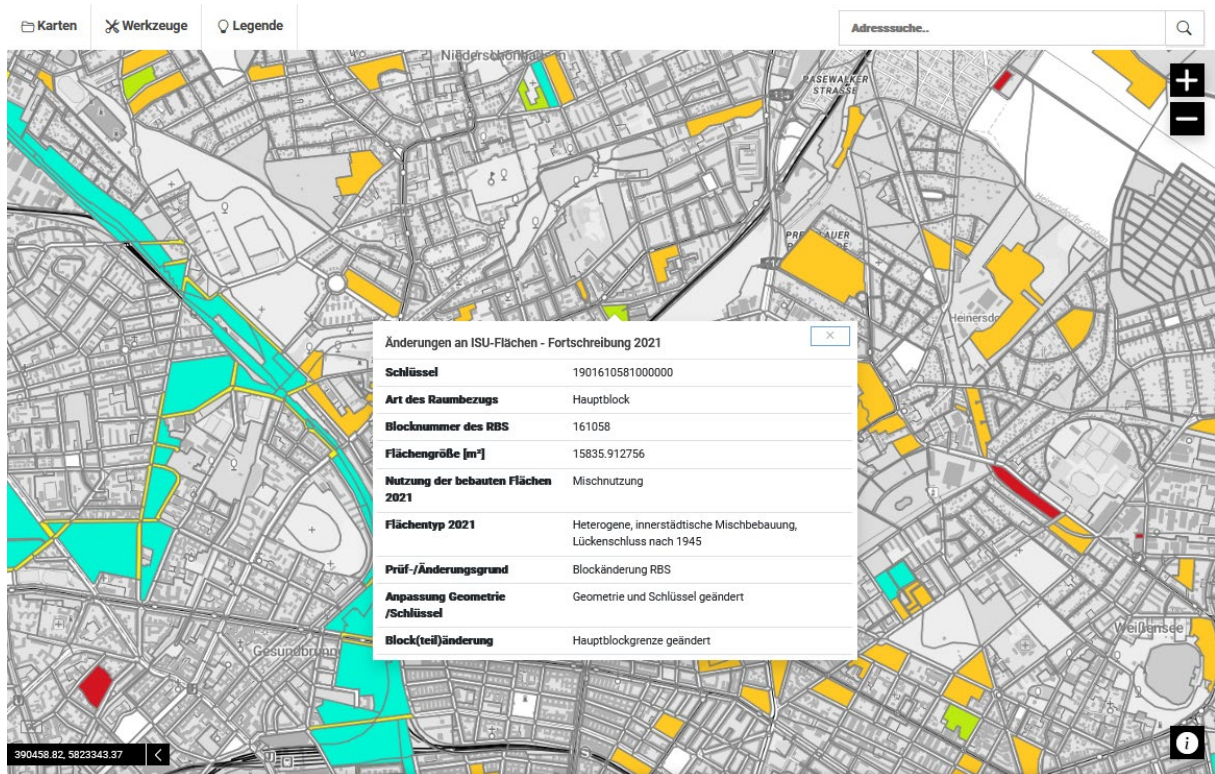 Karten
Werkzeuge
Legende
Adresssuche..
Niederschönhausen
PASEWALKER
STRASSE
Heinersdorfer Graben
Heinersdorf
Änderungen an ISU-Flächen - Fortschreibung 2021
Schlüssel 1901610581000000
Art des Raumbezugs Hauptblock
Blocknummer des RBS 161058
Flächengröße [m²] 15835.912756
Nutzung der bebauten Flächen Mischnutzung
2021
Flächentyp 2021 Heterogene, innerstädtische Mischbebauung,
Lückenschluss nach 1945
Prüf-/Änderungsgrund Blockänderung RBS
Anpassung Geometrie Geometrie und Schlüssel geändert
/Schlüssel
Block(teil)änderung Hauptblockgrenze geändert
Weißensee
Gesundbrunnen
390458.82, 5823343.37